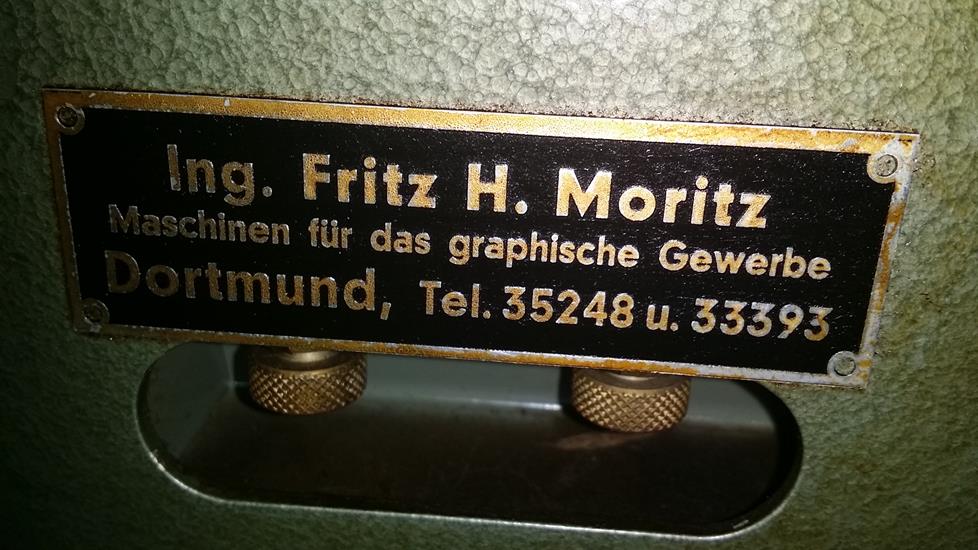 Ing. Fritz H. Moritz
Maschinen für das graphische Gewerbe
Dortmund, Tel. 35248 u. 33393